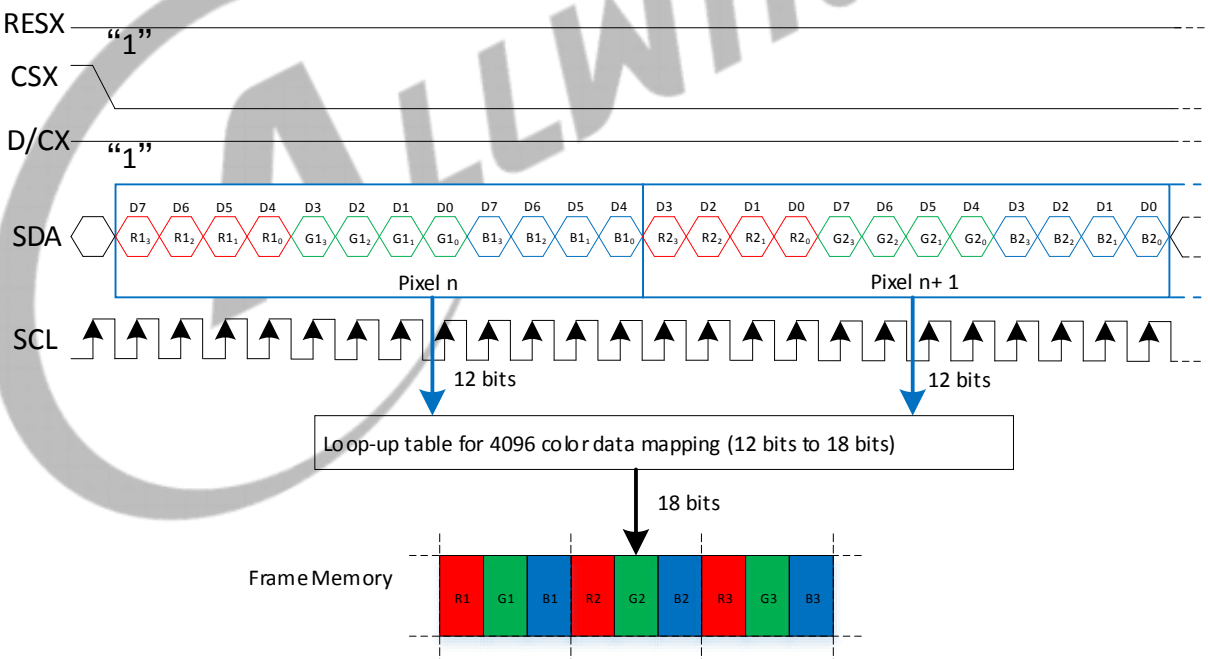 RESX
“1”
CSX
D/CX
“1”
D7 D6 D5 D4 D3 D2 D1 D0 D7 D6 D5 D4 D3 D2 D1 D0 D7 D6 D5 D4 D3 D2 D1 D0
SDA R1₃ R1₂ R1₁ R1₀ G1₃ G1₂ G1₁ G1₀ B1₃ B1₂ B1₁ B1₀ R2₃ R2₂ R2₁ R2₀ G2₃ G2₂ G2₁ G2₀ B2₃ B2₂ B2₁ B2₀
Pixel n Pixel n+ 1
SCL
12 bits 12 bits
Loop-up table for 4096 color data mapping (12 bits to 18 bits)
18 bits
Frame Memory
R1 G1 B1 R2 G2 B2 R3 G3 B3